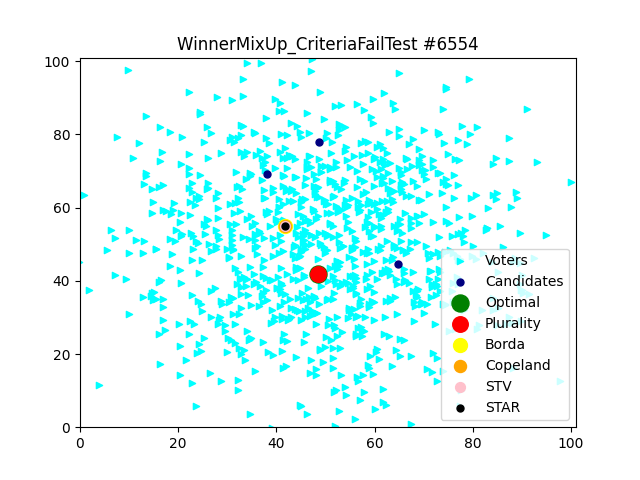 WinnerMixUp_CriteriaFailTest #6554
100
80
60
40
20
0
0
20
40
60
80
100
Voters
Candidates
Optimal
Plurality
Borda
Copeland
STV
STAR